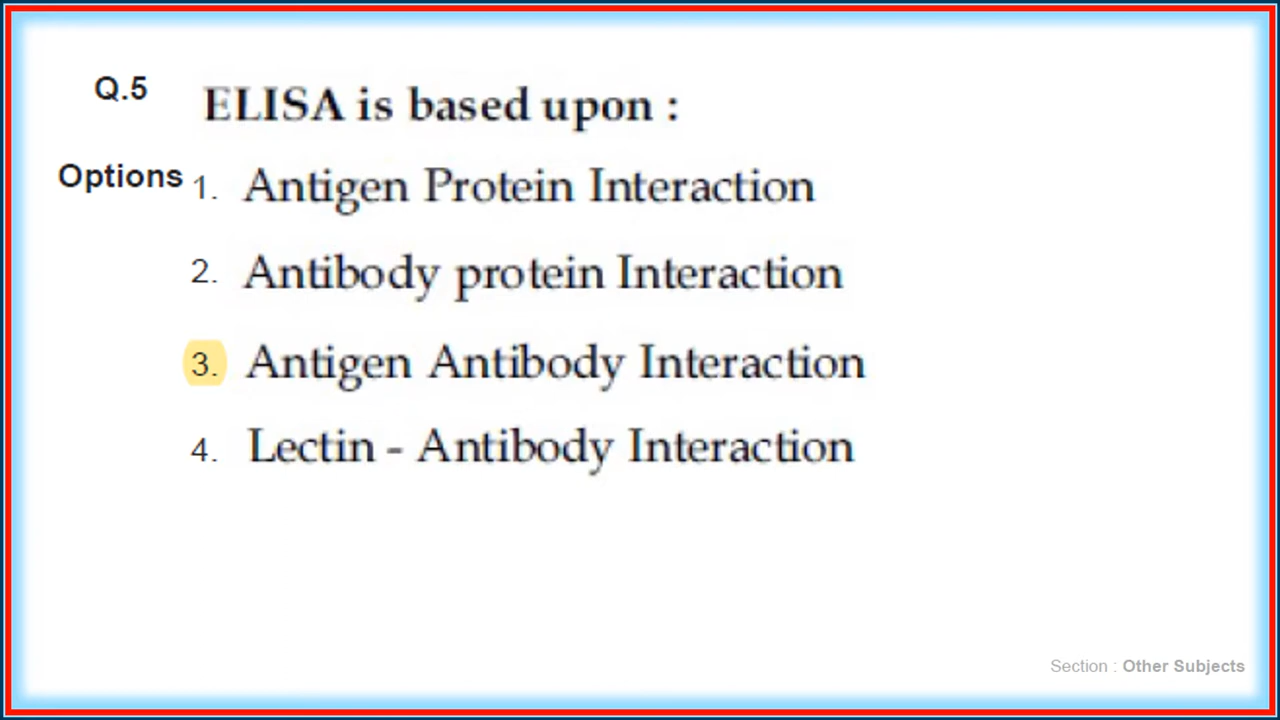 Q.5 ELISA is based upon :
Options 1. Antigen Protein Interaction
2. Antibody protein Interaction
3. Antigen Antibody Interaction
4. Lectin - Antibody Interaction
Section : Other Subjects